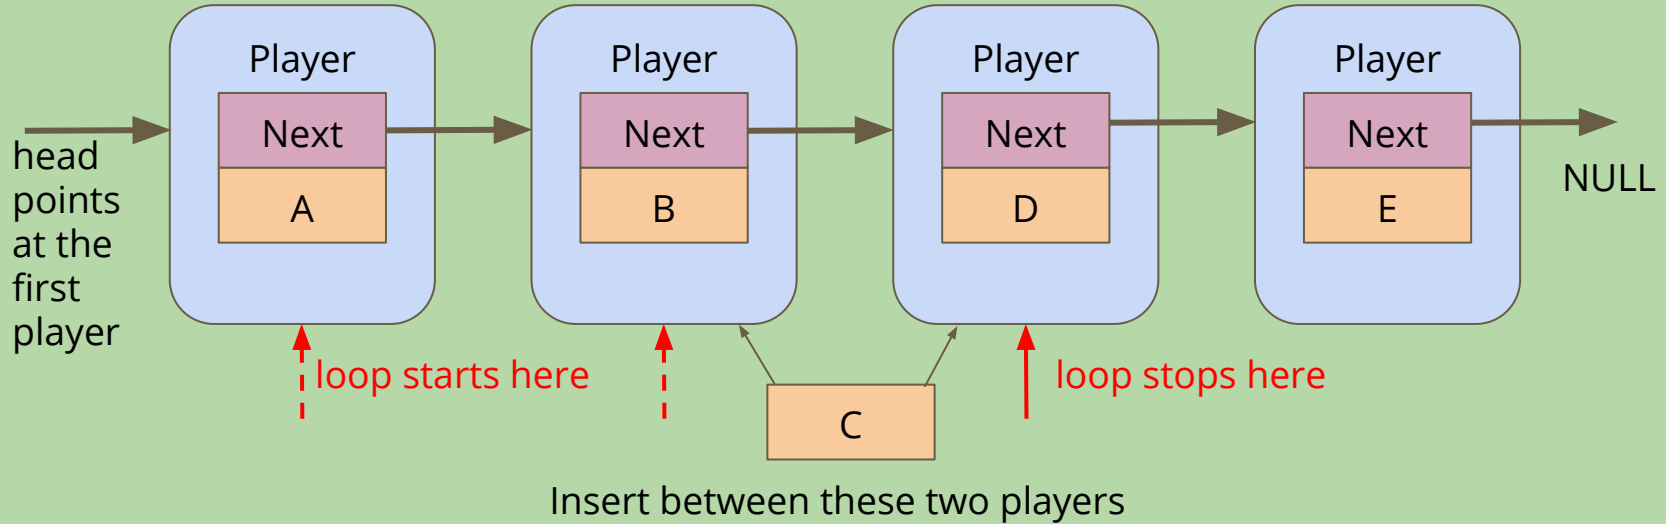 Player
Player
Player
Player
Next
Next
Next
Next
head
points
at the
first
player
NULL
A
B
D
E
loop starts here
loop stops here
C
Insert between these two players